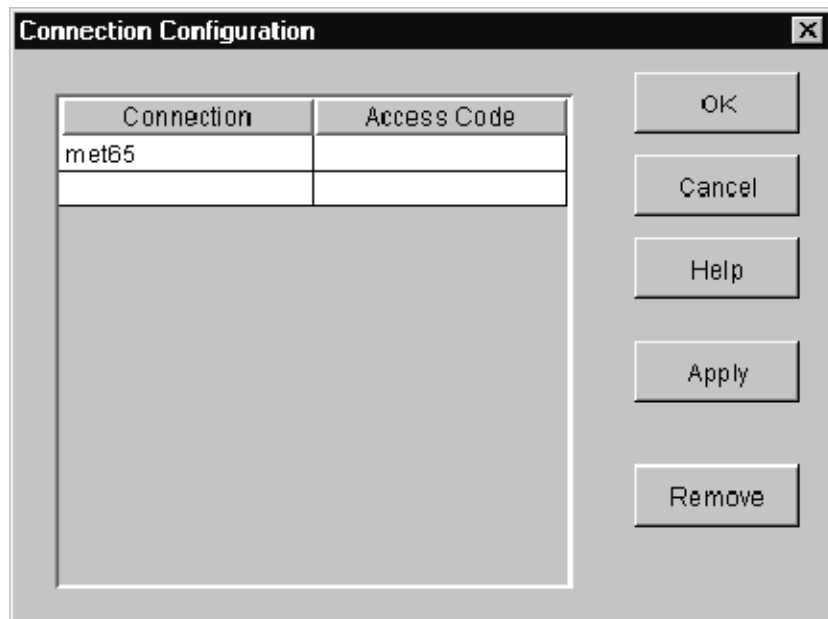 Connection Configuration
Connection Access Code
met65
OK
Cancel
Help
Apply
Remove